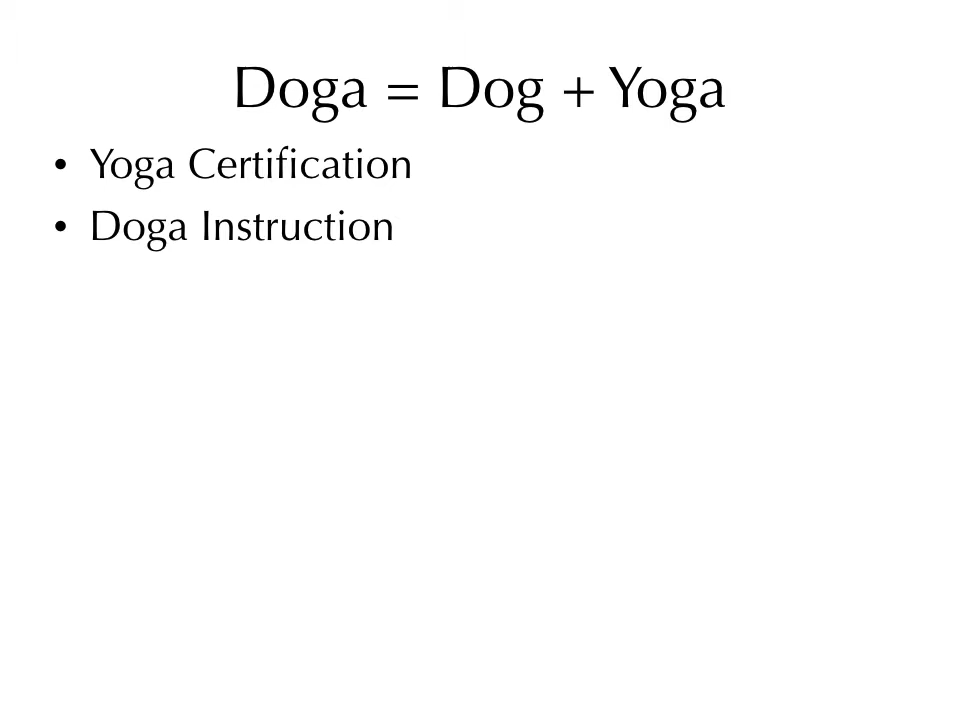 Doga = Dog + Yoga
• Yoga Certification
• Doga Instruction